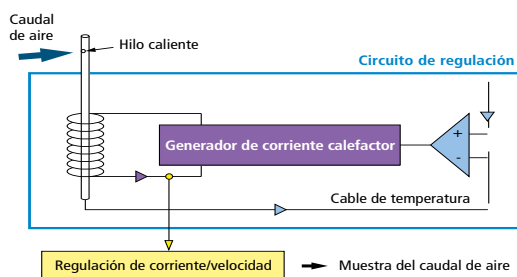 Caudal
de aire
Hilo caliente
Circuito de regulación
Generador de corriente calefactor
+
-
Cable de temperatura
Regulación de corriente/velocidad
Muestra del caudal de aire